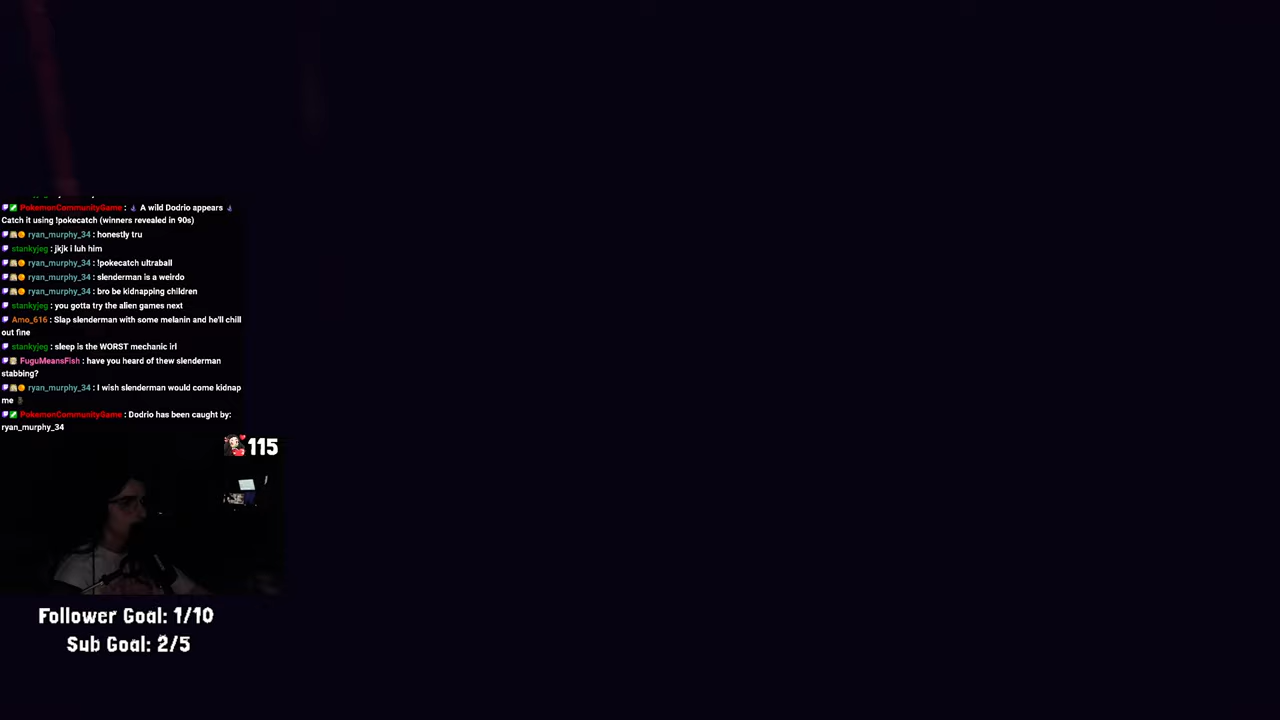 PokemonCommunityGame : A wild Dodrio appears
Catch it using !pokecatch (winners revealed in 90s)
ryan_murphy_34 : honestly tru
stankyjeg : jkjk i luh him
ryan_murphy_34 : !pokecatch ultraball
ryan_murphy_34 : slenderman is a weirdo
ryan_murphy_34 : bro be kidnapping children
stankyjeg : you gotta try the alien games next
Amo_616 : Slap slenderman with some melanin and he'll chill
out fine
stankyjeg : sleep is the WORST mechanic irl
FuguMeansFish : have you heard of thew slenderman
stabbing?
ryan_murphy_34 : I wish slenderman would come kidnap
me
PokemonCommunityGame : Dodrio has been caught by:
ryan_murphy_34
115
Follower Goal: 1/10
Sub Goal: 2/5